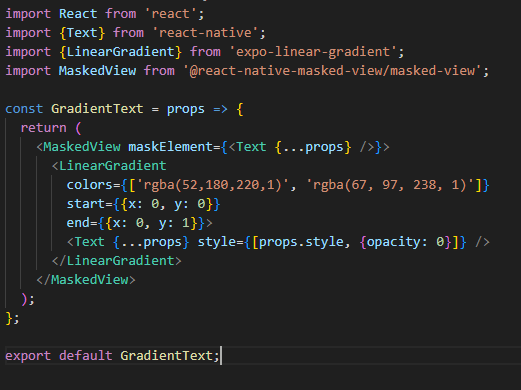 import React from 'react';
import {Text} from 'react-native';
import {LinearGradient} from 'expo-linear-gradient';
import MaskedView from '@react-native-masked-view/masked-view';

const GradientText = props => {
  return (
    <MaskedView maskElement={<Text {...props} />}>
      <LinearGradient
        colors={['rgba(52,180,220,1)', 'rgba(67, 97, 238, 1)']}
        start={{x: 0, y: 0}}
        end={{x: 0, y: 1}}>
        <Text {...props} style={[props.style, {opacity: 0}]} />
      </LinearGradient>
    </MaskedView>
  );
};

export default GradientText;